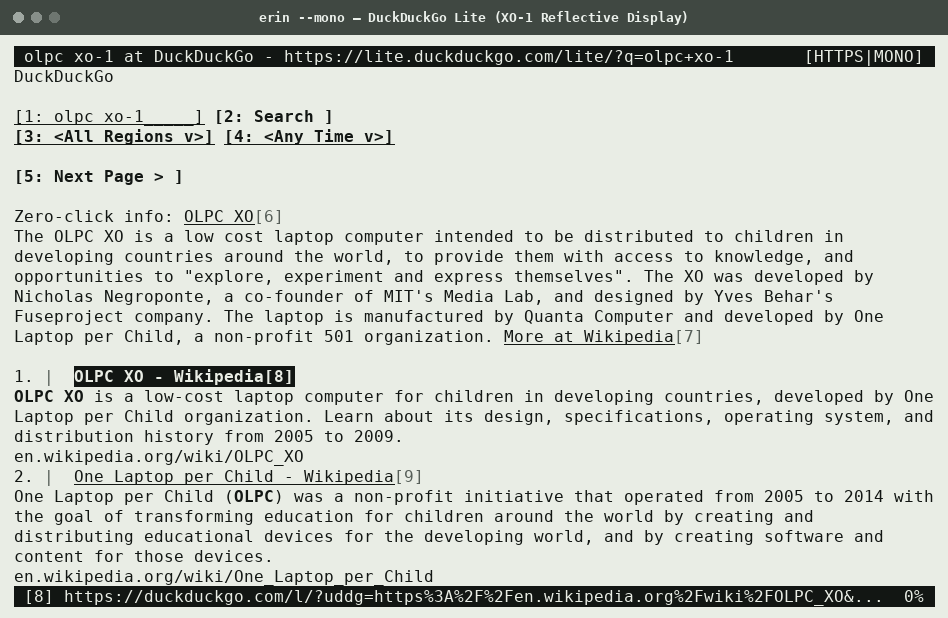 erin --mono — DuckDuckGo Lite (XO-1 Reflective Display)
olpc xo-1 at DuckDuckGo - https://lite.duckduckgo.com/lite/?q=olpc+xo-1 [HTTPS|MONO]
DuckDuckGo
[1: olpc xo-1_____] [2: Search ]
[3: <All Regions v>] [4: <Any Time v>]
[5: Next Page > ]
Zero-click info: OLPC XO[6]
The OLPC XO is a low cost laptop computer intended to be distributed to children in
developing countries around the world, to provide them with access to knowledge, and
opportunities to "explore, experiment and express themselves". The XO was developed by
Nicholas Negroponte, a co-founder of MIT's Media Lab, and designed by Yves Behar's
Fuseproject company. The laptop is manufactured by Quanta Computer and developed by One
Laptop per Child, a non-profit 501 organization. More at Wikipedia[7]
1. | OLPC XO - Wikipedia[8]
OLPC XO is a low-cost laptop computer for children in developing countries, developed by One
Laptop per Child organization. Learn about its design, specifications, operating system, and
distribution history from 2005 to 2009.
en.wikipedia.org/wiki/OLPC_XO
2. | One Laptop per Child - Wikipedia[9]
One Laptop per Child (OLPC) was a non-profit initiative that operated from 2005 to 2014 with
the goal of transforming education for children around the world by creating and
distributing educational devices for the developing world, and by creating software and
content for those devices.
en.wikipedia.org/wiki/One_Laptop_per_Child
[8] https://duckduckgo.com/l/?uddg=https%3A%2F%2Fen.wikipedia.org%2Fwiki%2FOLPC_XO&... 0%